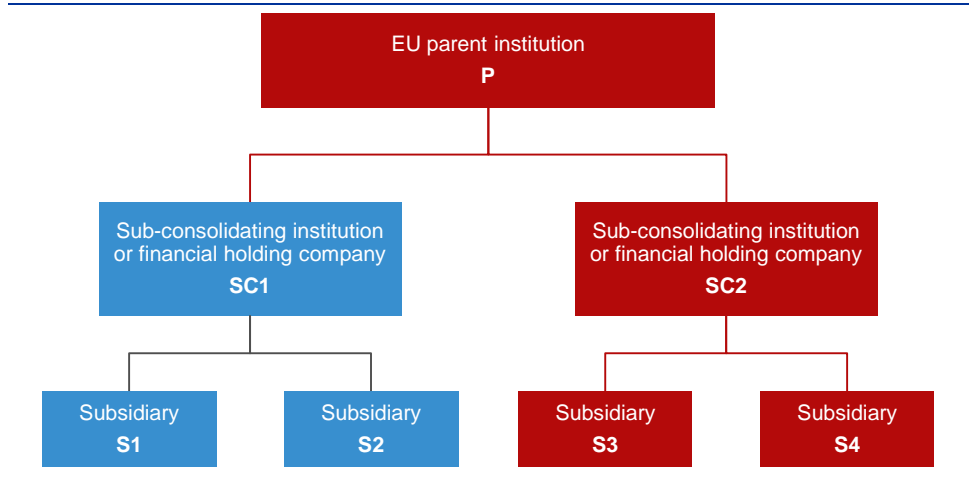 EU parent institution
P
Sub-consolidating institution
or financial holding company
SC1
Sub-consolidating institution
or financial holding company
SC2
Subsidiary
S1
Subsidiary
S2
Subsidiary
S3
Subsidiary
S4